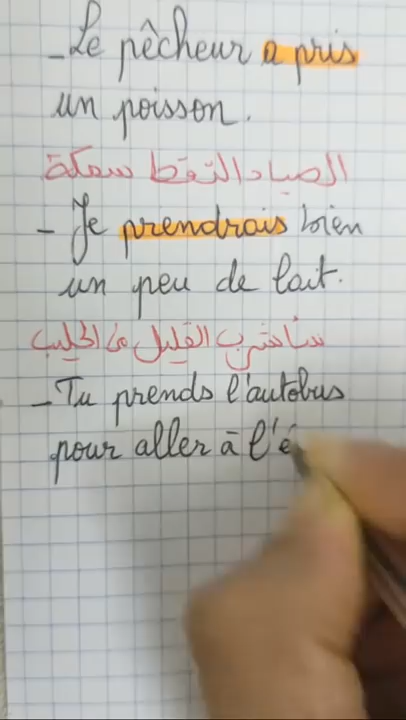 - Le pêcheur a pris
un poisson.
الصياد التقط سمكة
- Je prendrais bien
un peu de lait.
سأشرب القليل من الحليب
- Tu prends l'autobus
pour aller à l'é